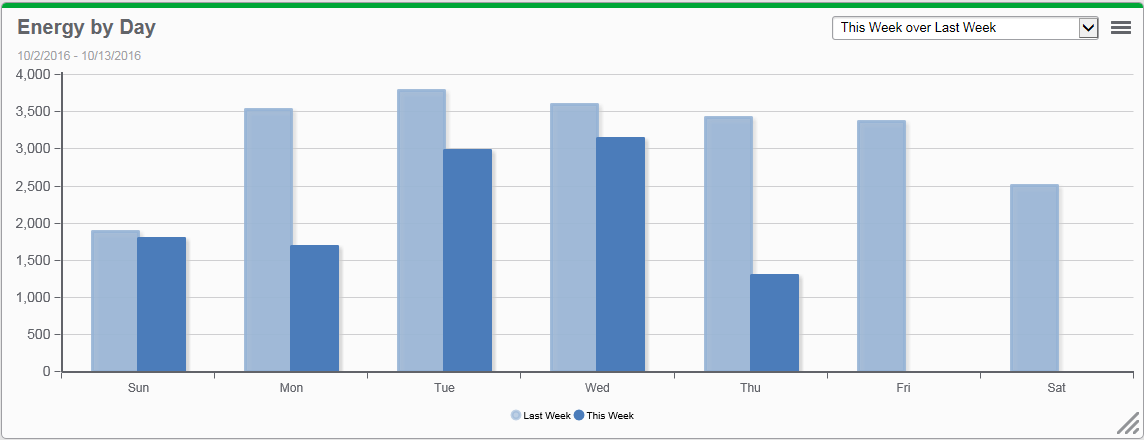 Energy by Day
This Week over Last Week
10/2/2016 - 10/13/2016
4,000
3,500
3,000
2,500
2,000
1,500
1,000
500
0
Sun Mon Tue Wed Thu Fri Sat
Last Week This Week